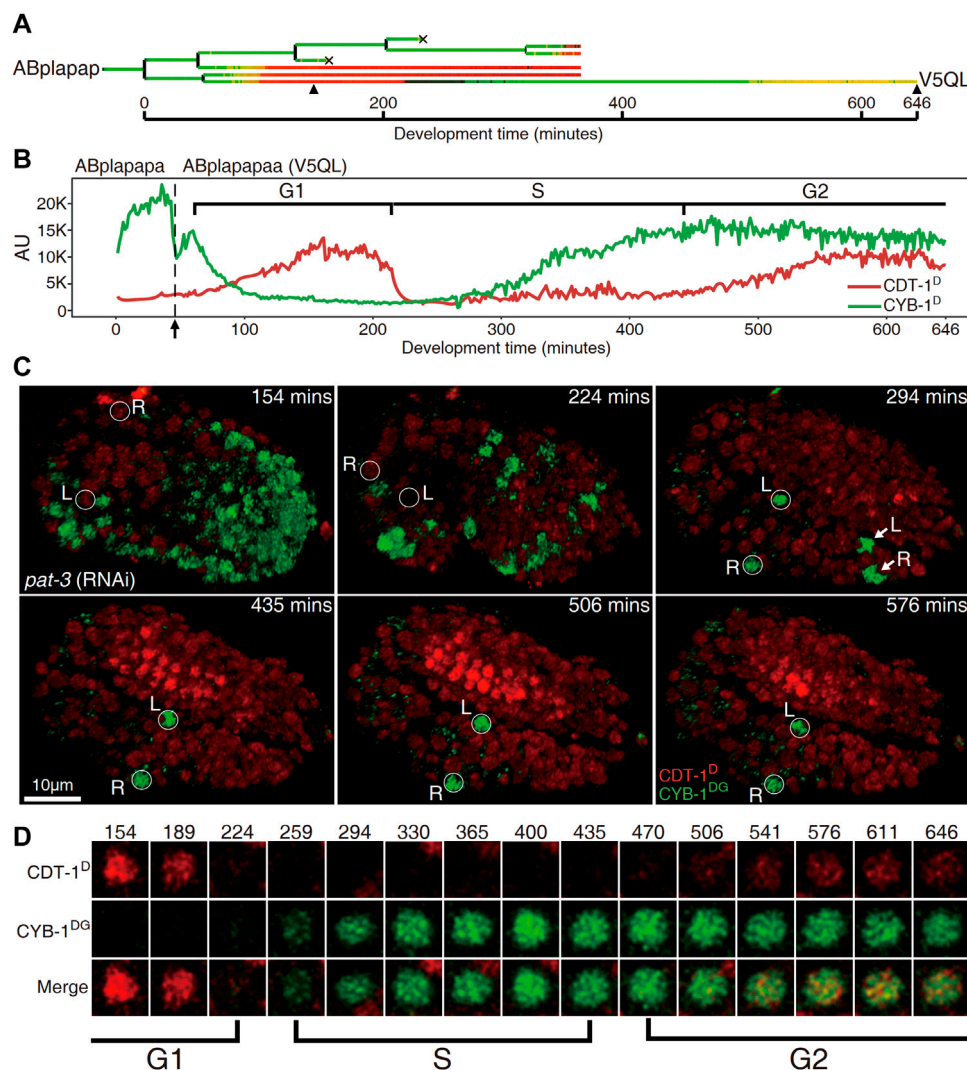 A
ABplapap
V5QL
0 200 400 600 646
Development time (minutes)
B
ABplapapa ABplapapaa (V5QL)
G1 S G2
AU
20K
15K
10K
5K
0
CDT-1ᴰ
CYB-1ᴰ
0 100 200 300 400 500 600 646
Development time (minutes)
C
154 mins
R
L
pat-3 (RNAi)
224 mins
R
L
294 mins
L
L
R
R
435 mins
L
R
10µm
506 mins
L
R
576 mins
L
R
CDT-1ᴰ
CYB-1ᴰᴳ
D
154 189 224 259 294 330 365 400 435 470 506 541 576 611 646
CDT-1ᴰ
CYB-1ᴰᴳ
Merge
G1 S G2